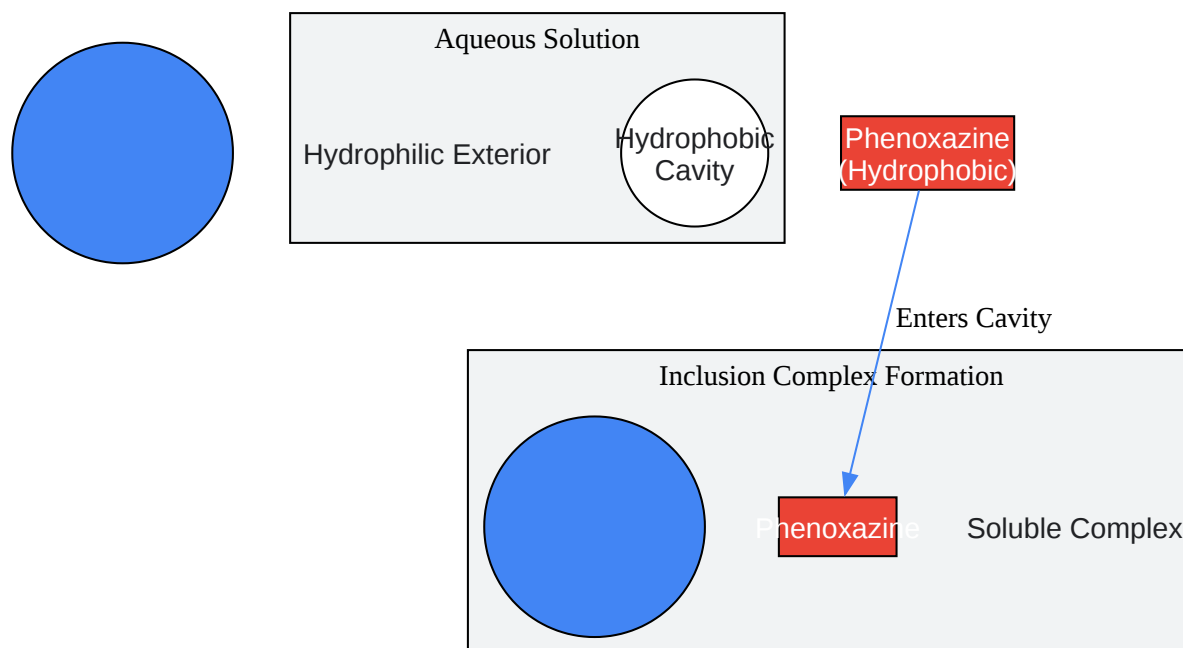 Aqueous Solution
Hydrophilic Exterior
Hydrophobic
Cavity
Phenoxazine
(Hydrophobic)
Enters Cavity
Inclusion Complex Formation
Phenoxazine
Soluble Complex